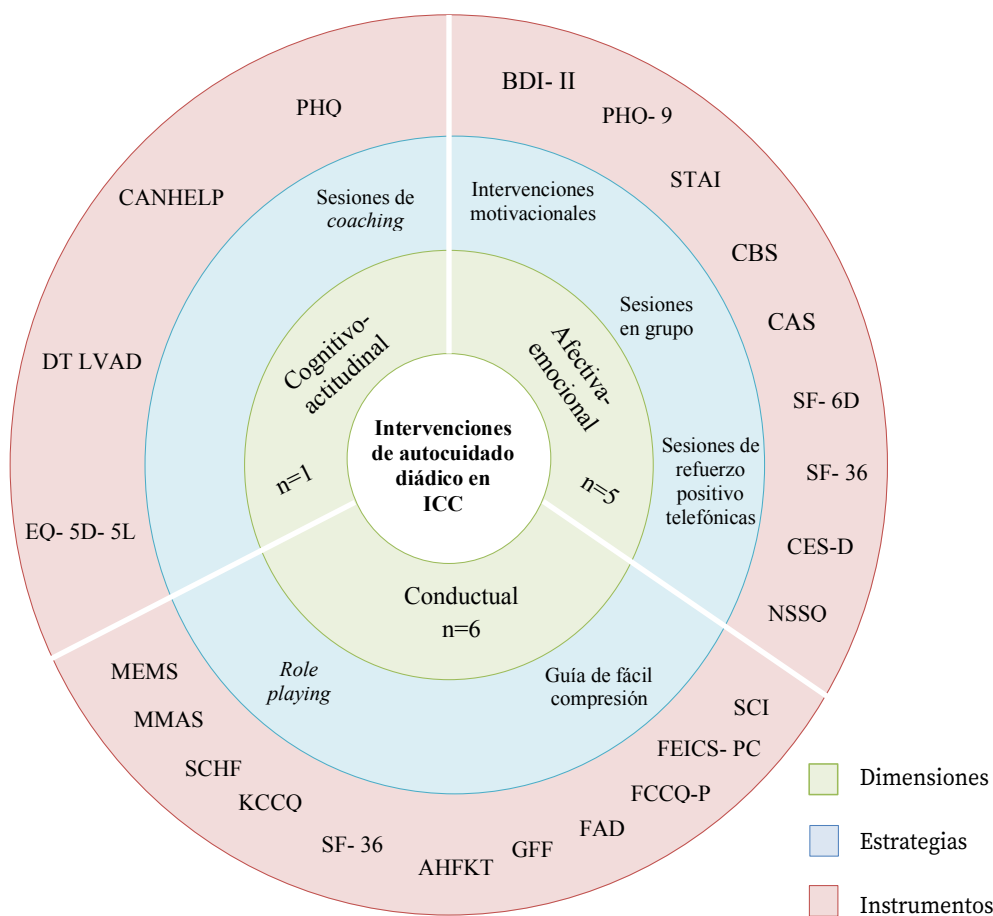 BDI- II
PHQ
PHO- 9
STAI
CANHELP
Sesiones de
coaching
Intervenciones
motivacionales
CBS
Sesiones
en grupo
CAS
DT LVAD
Cognitivo-
actitudinal
n=1
Afectiva-
emocional
n=5
Intervenciones
de autocuidado
diádico en
ICC
SF- 6D
Sesiones de
refuerzo
positivo
telefónicas
SF- 36
EQ- 5D- 5L
CES-D
NSSO
Conductual
n=6
MEMS
Role
playing
Guía de fácil
compresión
MMAS
SCI
SCHF
FEICS- PC
KCCQ
FCCQ-P
SF- 36
FAD
AHFKT
GFF
Dimensiones
Estrategias
Instrumentos